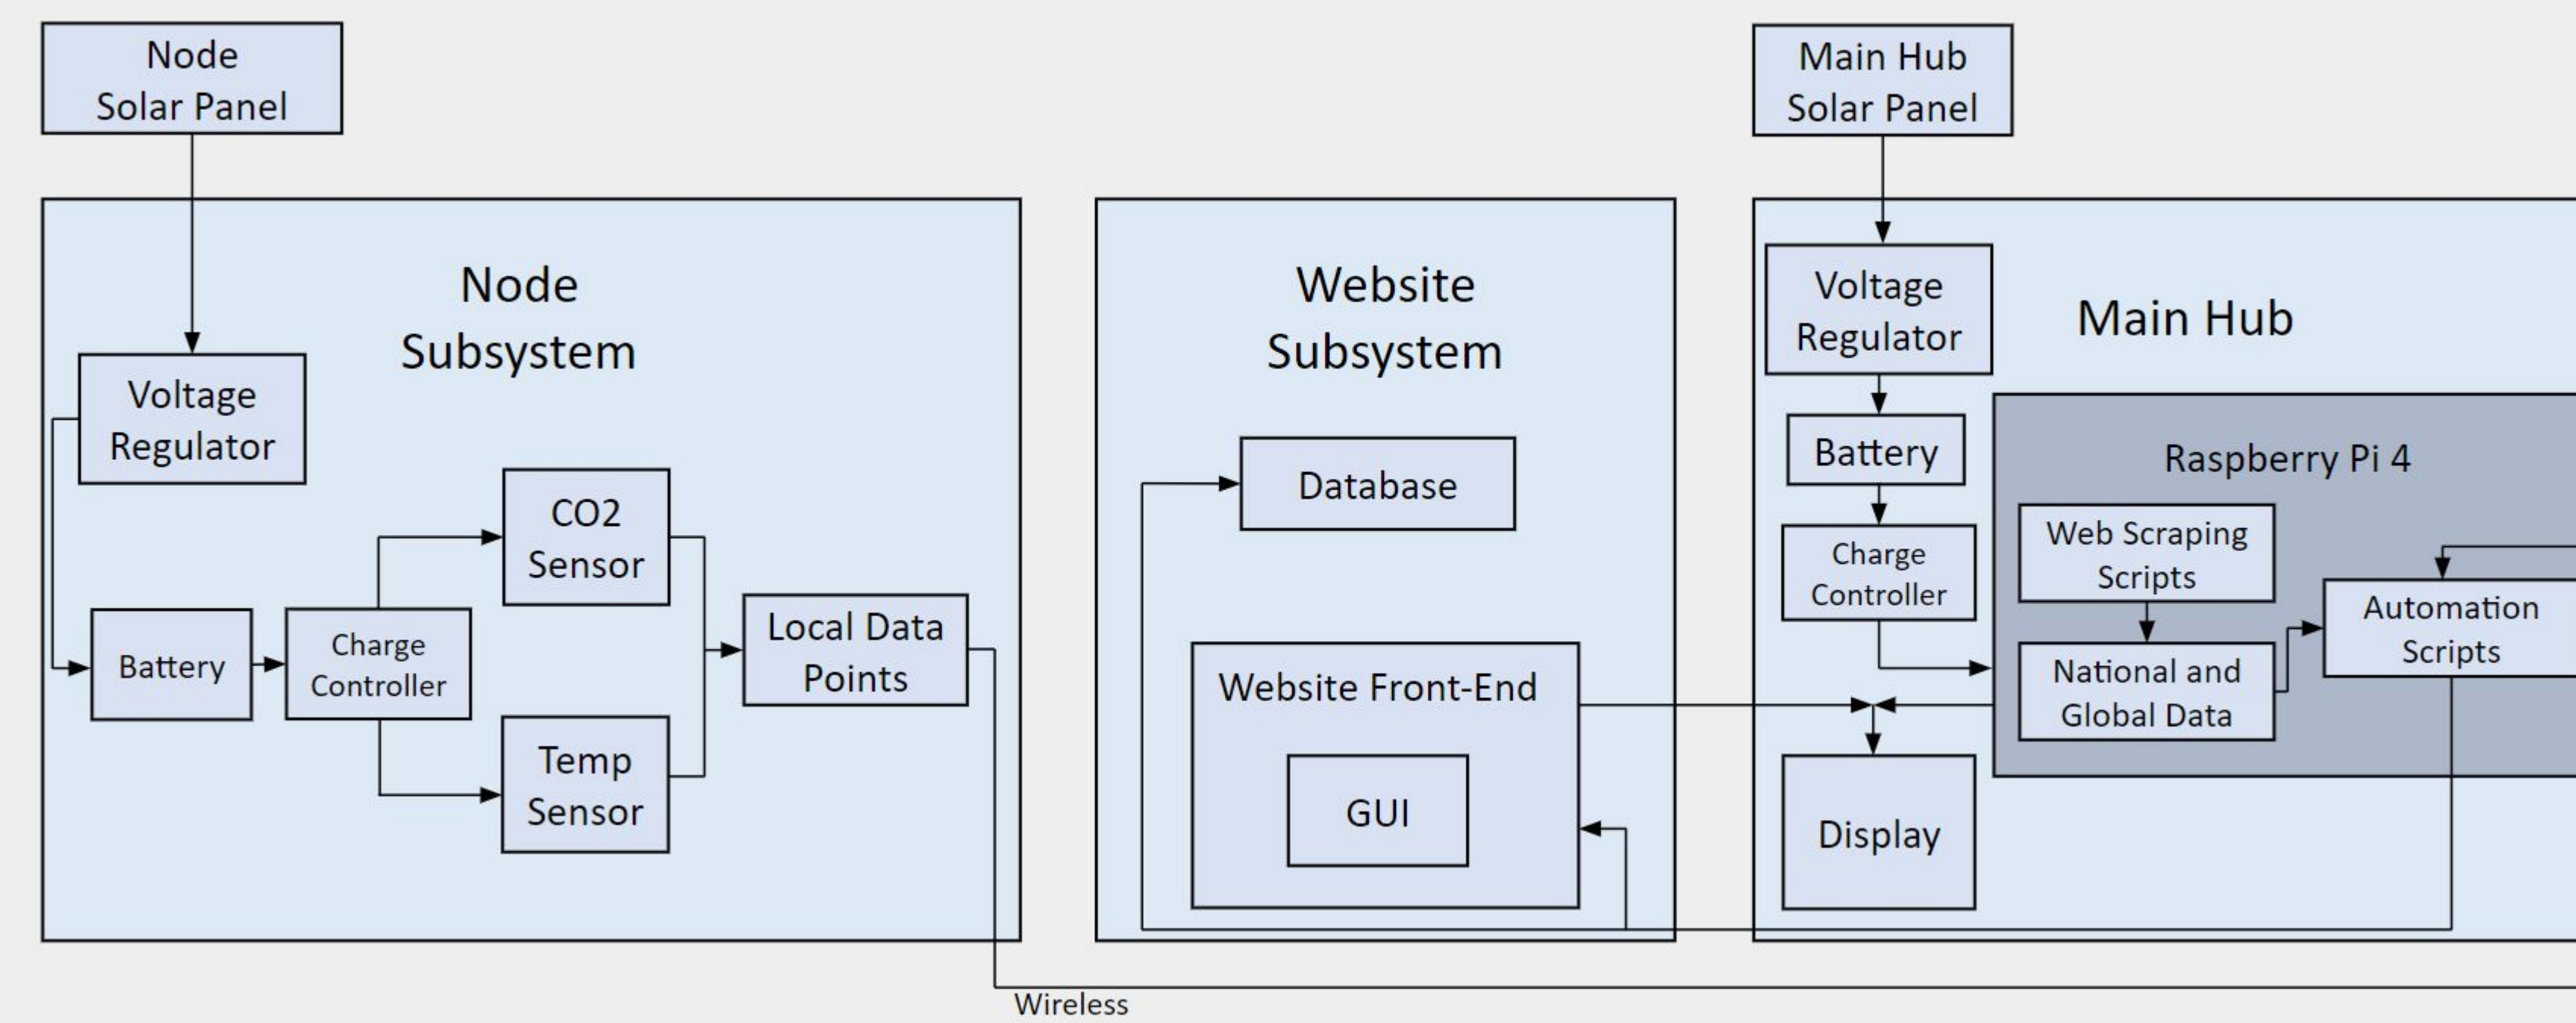 Node
Solar Panel
Main Hub
Solar Panel
Node
Subsystem
Voltage
Regulator
Battery
Charge
Controller
CO2
Sensor
Temp
Sensor
Local Data
Points
Wireless
Website
Subsystem
Database
Website Front-End
GUI
Main Hub
Voltage
Regulator
Battery
Charge
Controller
Display
Raspberry Pi 4
Web Scraping
Scripts
National and
Global Data
Automation
Scripts